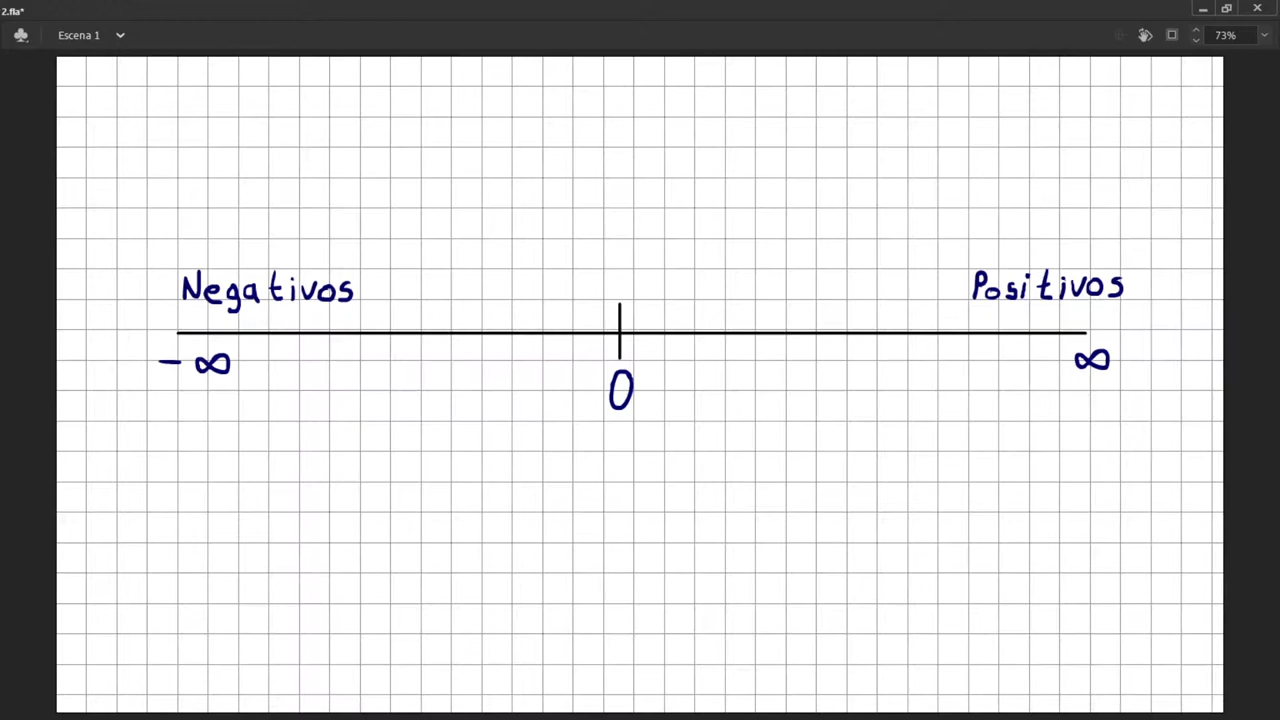 2.fla*
Escena 1
73%
Negativos
Positivos
- ∞
∞
0